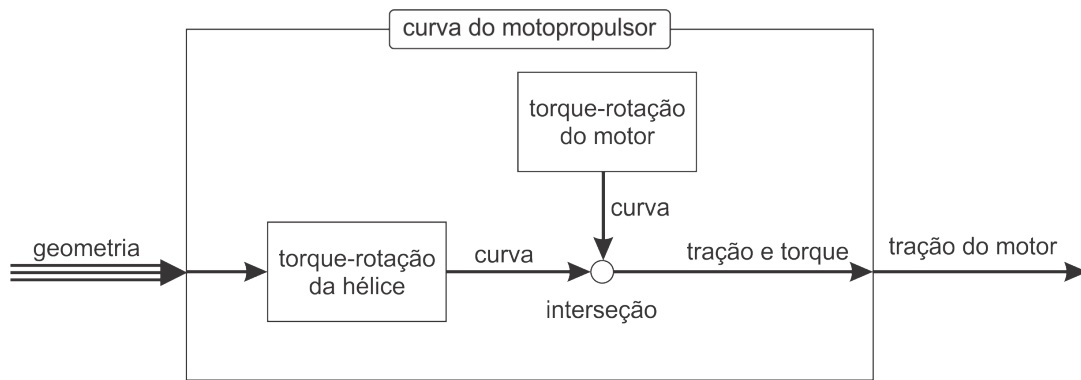 curva do motopropulsor
torque-rotação
do motor
curva
geometria
torque-rotação
da hélice
curva
interseção
tração e torque
tração do motor